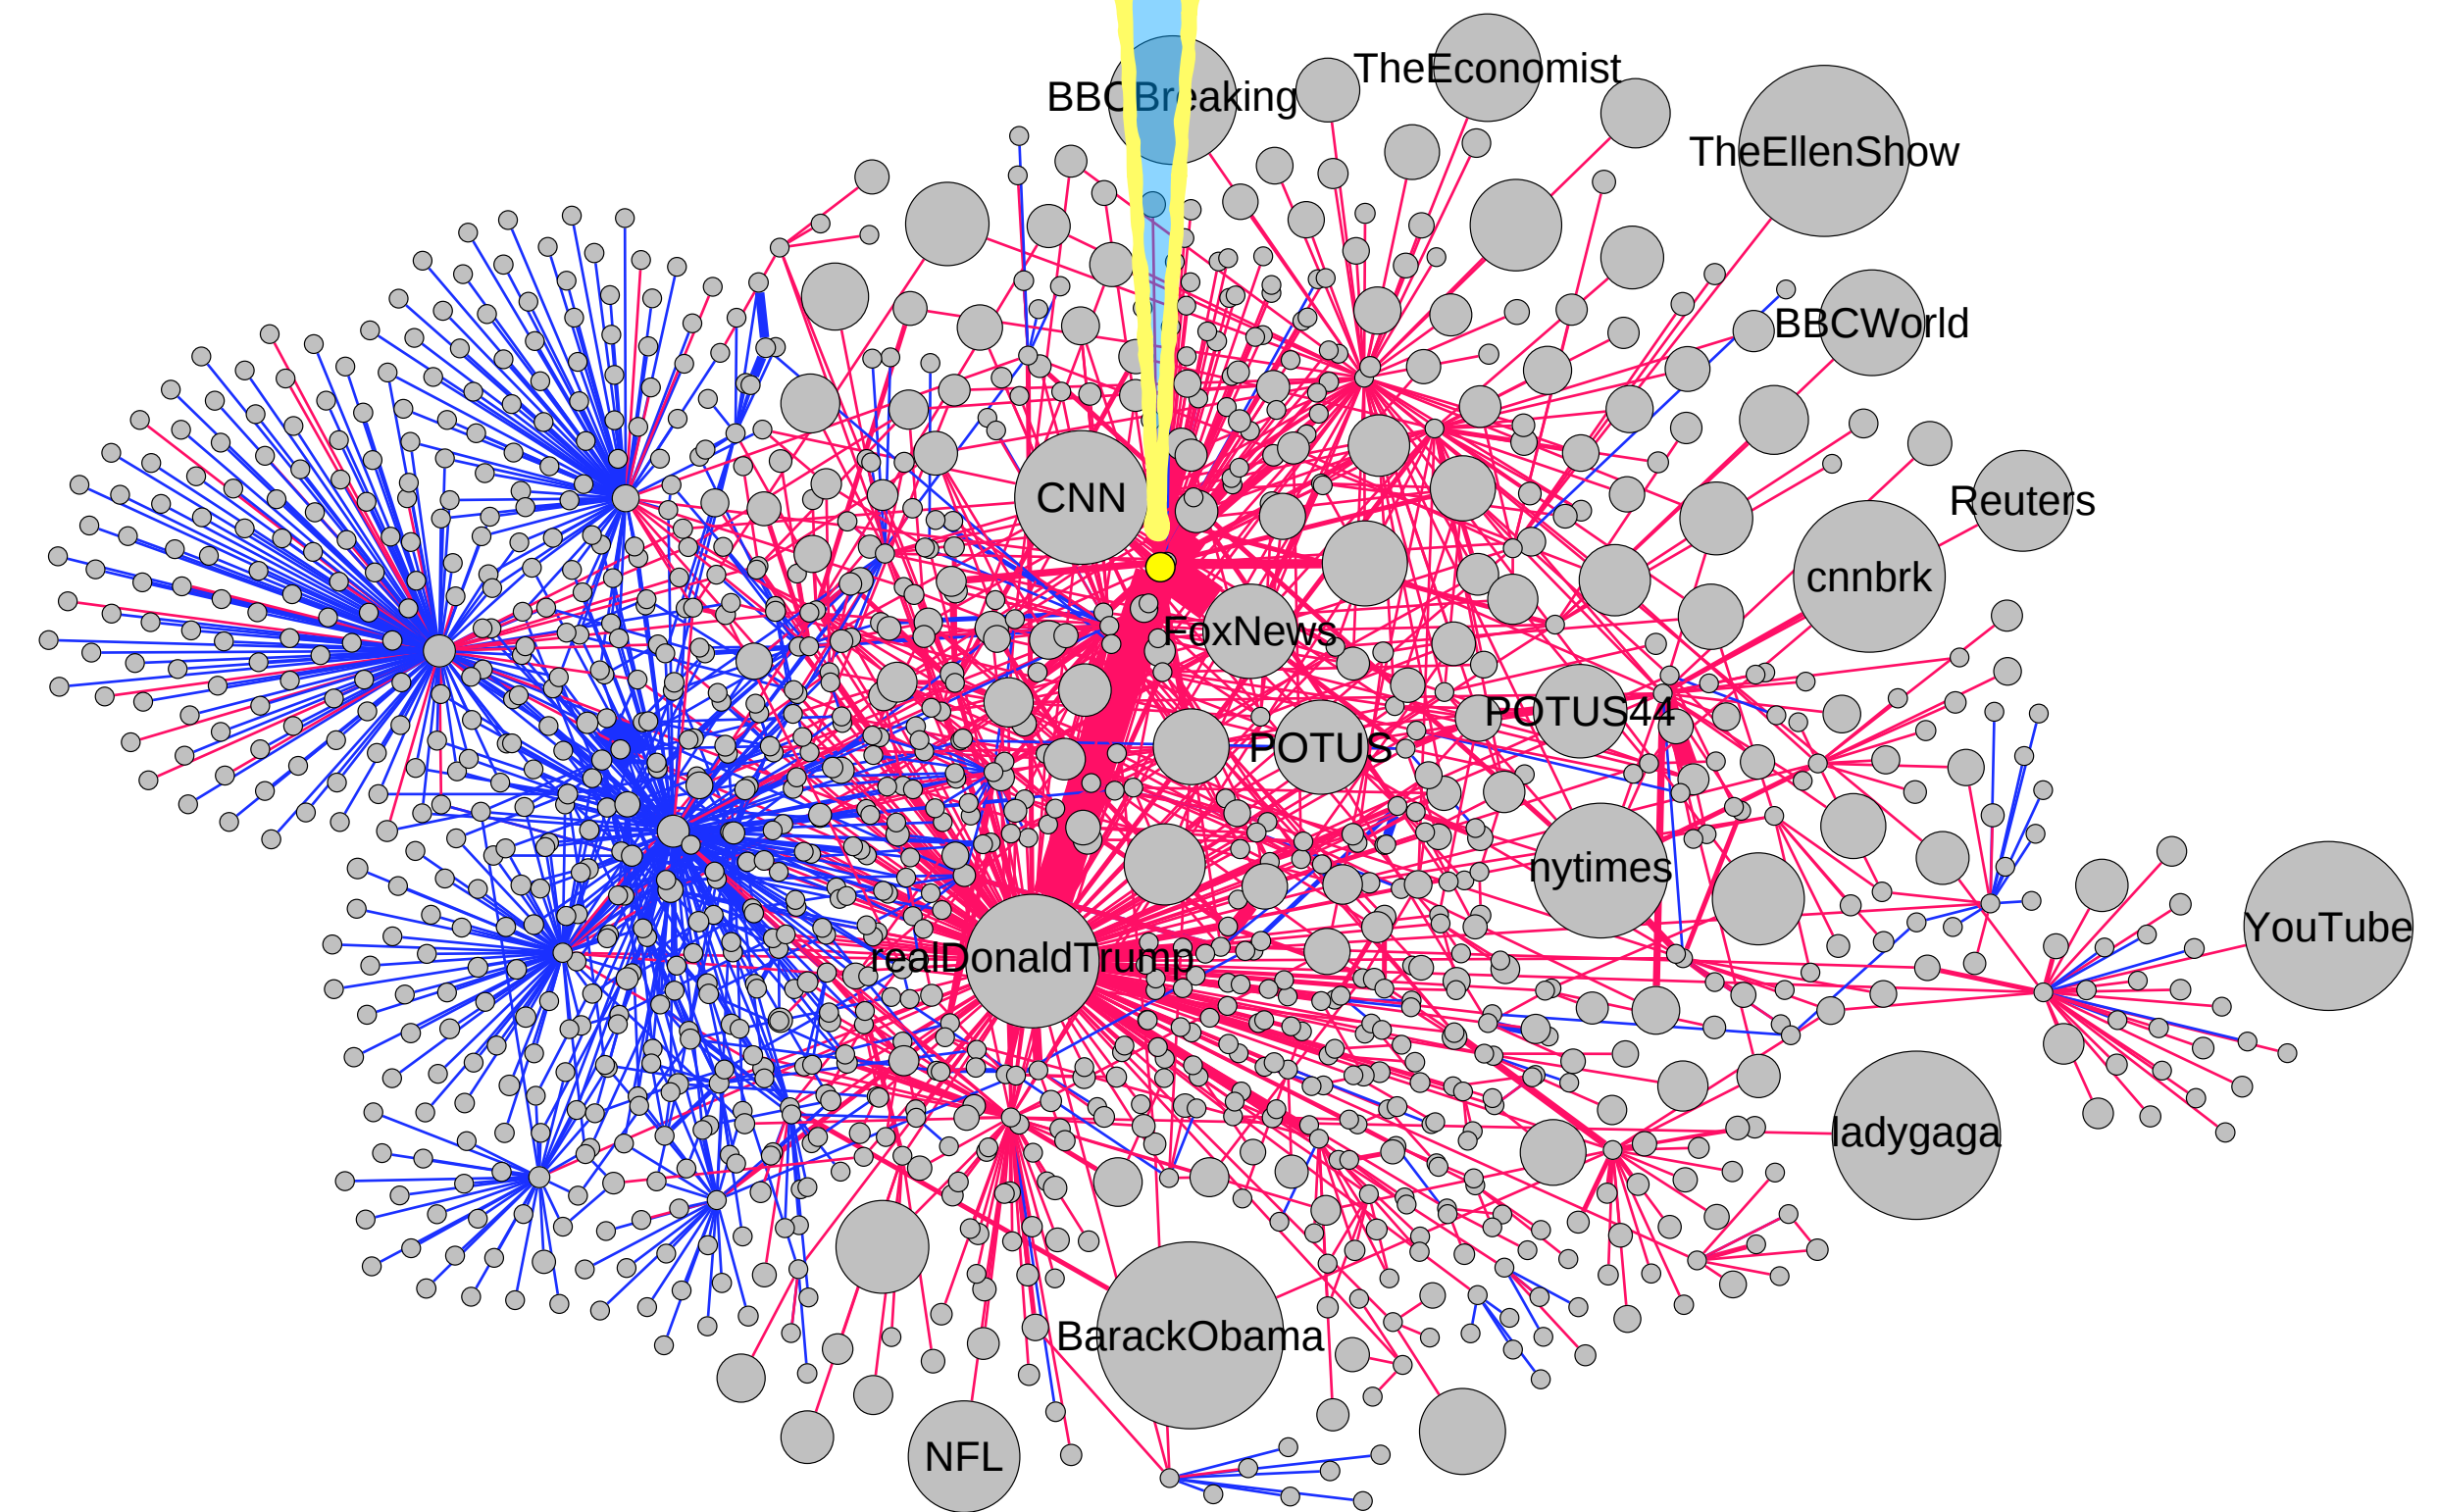 TheEconomist
BBCBreaking
TheEllenShow
BBCWorld
CNN
Reuters
cnnbrk
FoxNews
POTUS44
POTUS
nytimes
YouTube
realDonaldTrump
ladygaga
BarackObama
NFL